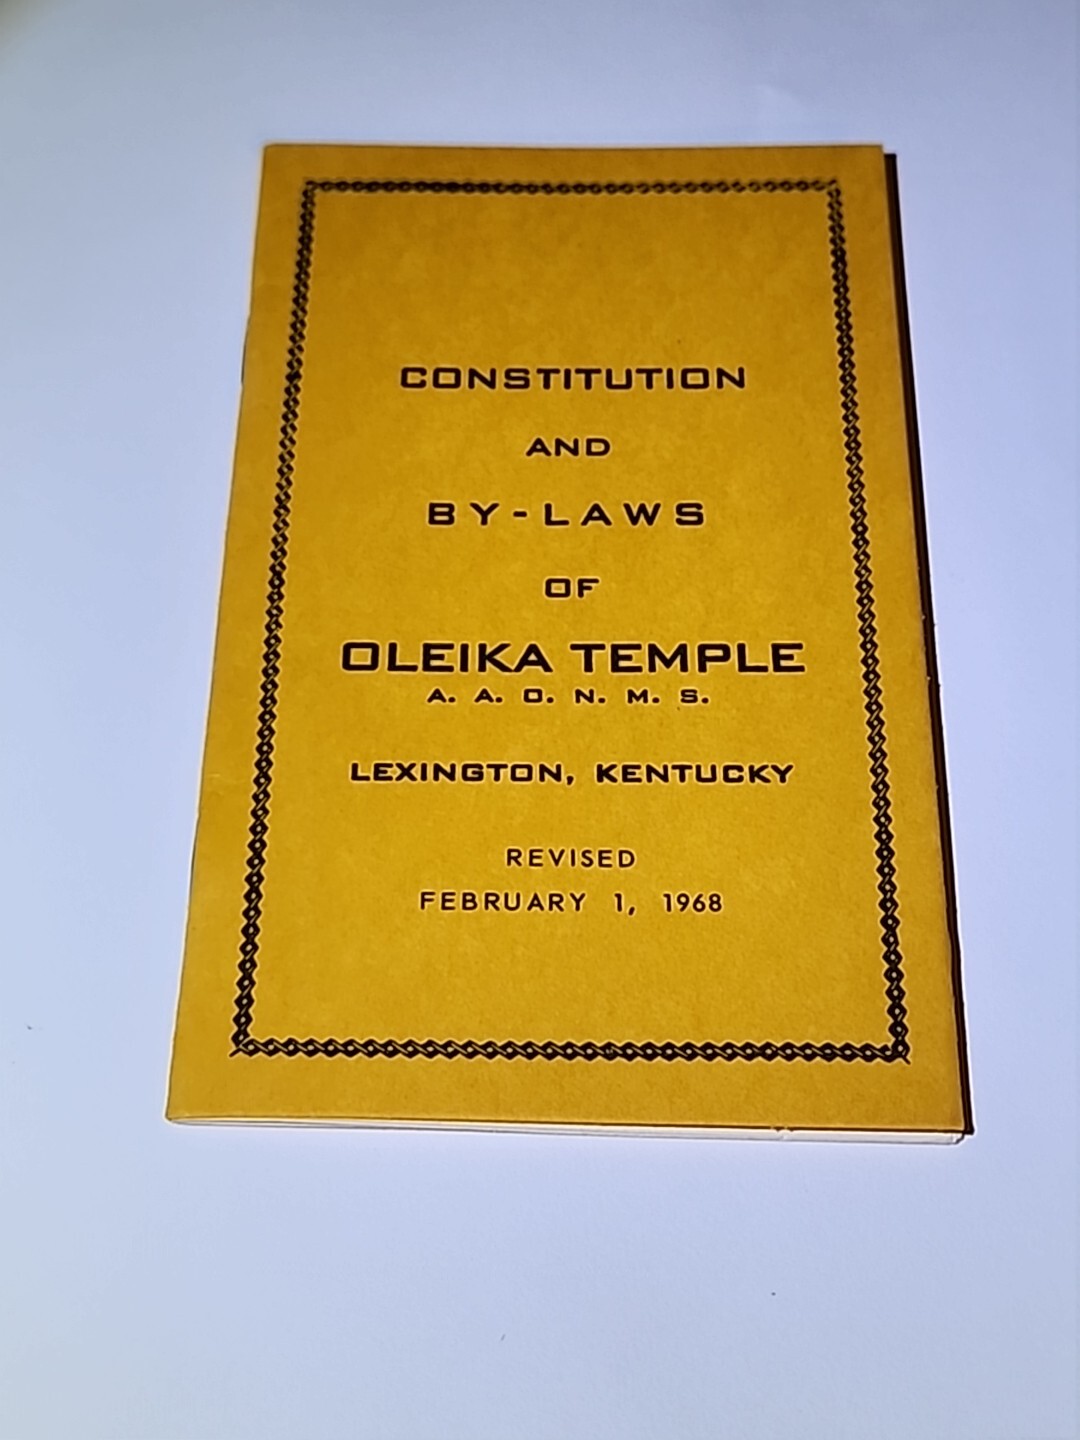 CONSTITUTION
AND
BY-LAWS
OF
OLEIKA TEMPLE
A. A. O. N. M. S.
LEXINGTON, KENTUCKY
REVISED
FEBRUARY 1, 1968